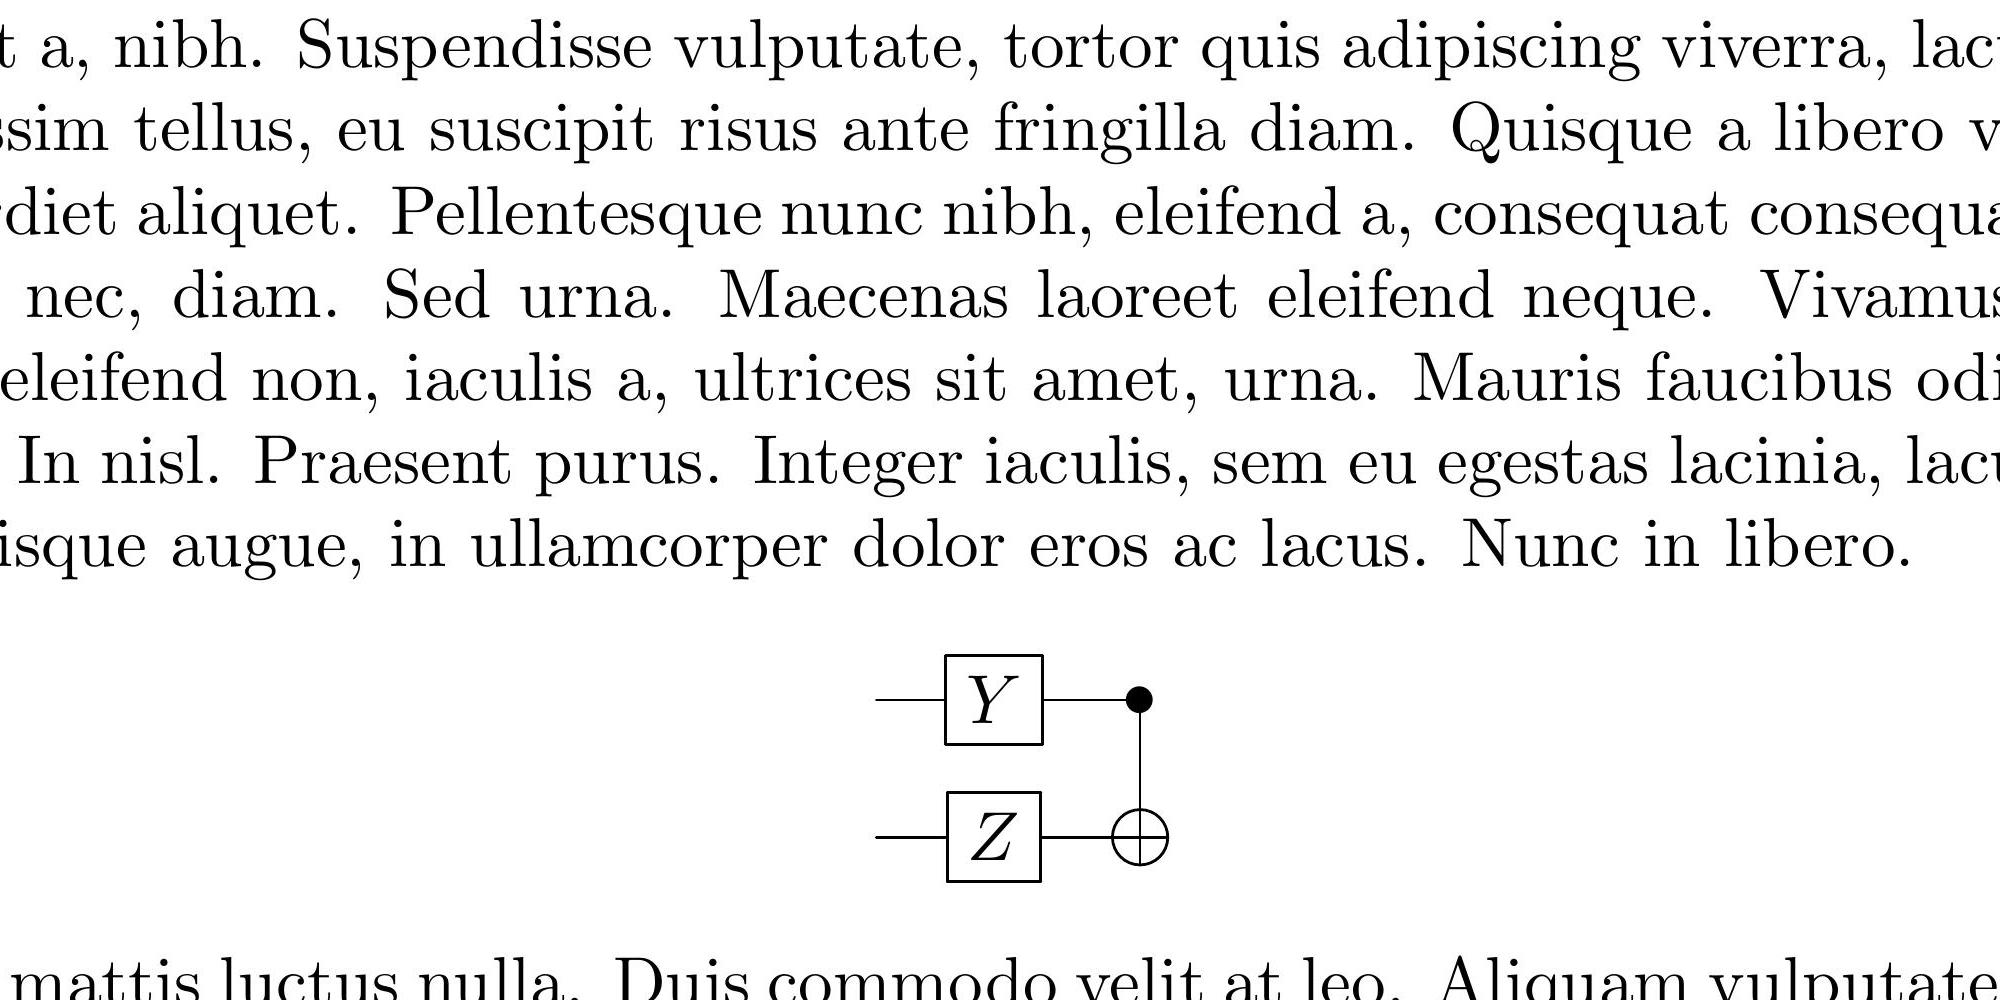 t a, nibh. Suspendisse vulputate, tortor quis adipiscing viverra, lac
ssim tellus, eu suscipit risus ante fringilla diam. Quisque a libero v
diet aliquet. Pellentesque nunc nibh, eleifend a, consequat consequa
nec, diam. Sed urna. Maecenas laoreet eleifend neque. Vivamus
eleifend non, iaculis a, ultrices sit amet, urna. Mauris faucibus odi
In nisl. Praesent purus. Integer iaculis, sem eu egestas lacinia, lacu
isque augue, in ullamcorper dolor eros ac lacus. Nunc in libero.
Y
Z
mattis luctus nulla. Duis commodo velit at leo. Aliquam vulputate